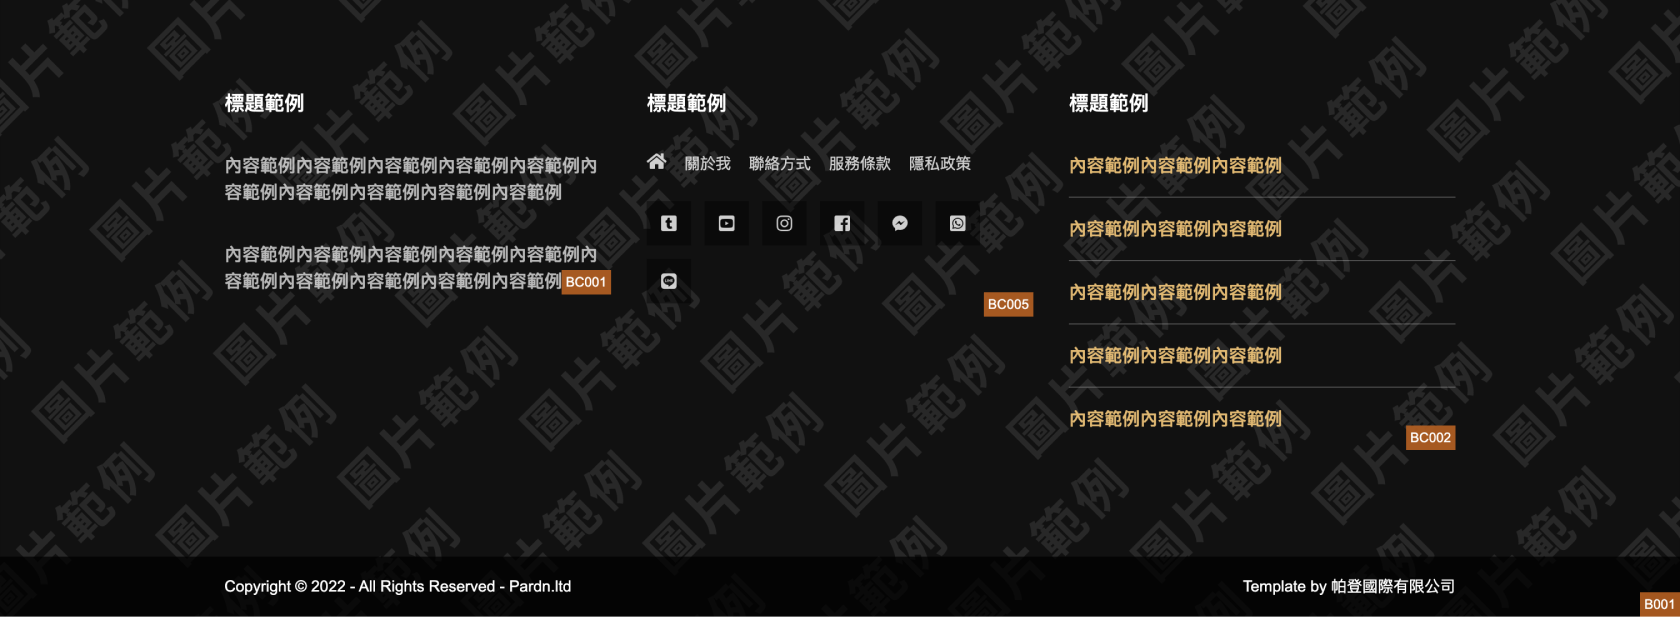 標題範例
內容範例內容範例內容範例內容範例內容範例內
容範例內容範例內容範例內容範例內容範例
內容範例內容範例內容範例內容範例內容範例內
容範例內容範例內容範例內容範例內容範例
BC001
標題範例
關於我 聯絡方式 服務條款 隱私政策
BC005
標題範例
內容範例內容範例內容範例
內容範例內容範例內容範例
內容範例內容範例內容範例
內容範例內容範例內容範例
內容範例內容範例內容範例
BC002
Copyright © 2022 - All Rights Reserved - Pardn.ltd
Template by 帕登國際有限公司
B001
圖片範例